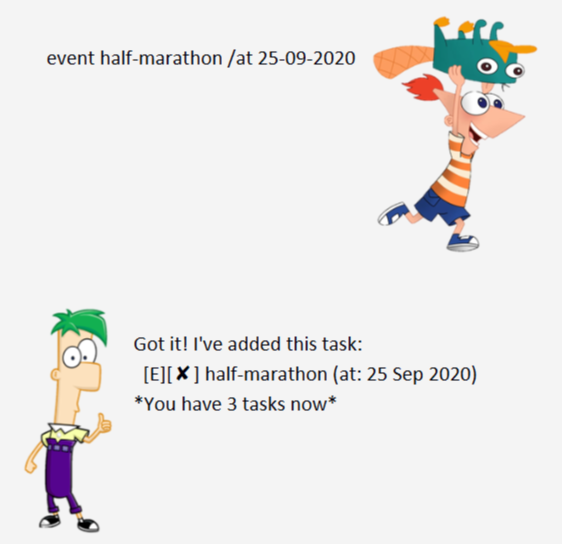 event half-marathon /at 25-09-2020
Got it! I've added this task:
[E][✘] half-marathon (at: 25 Sep 2020)
*You have 3 tasks now*